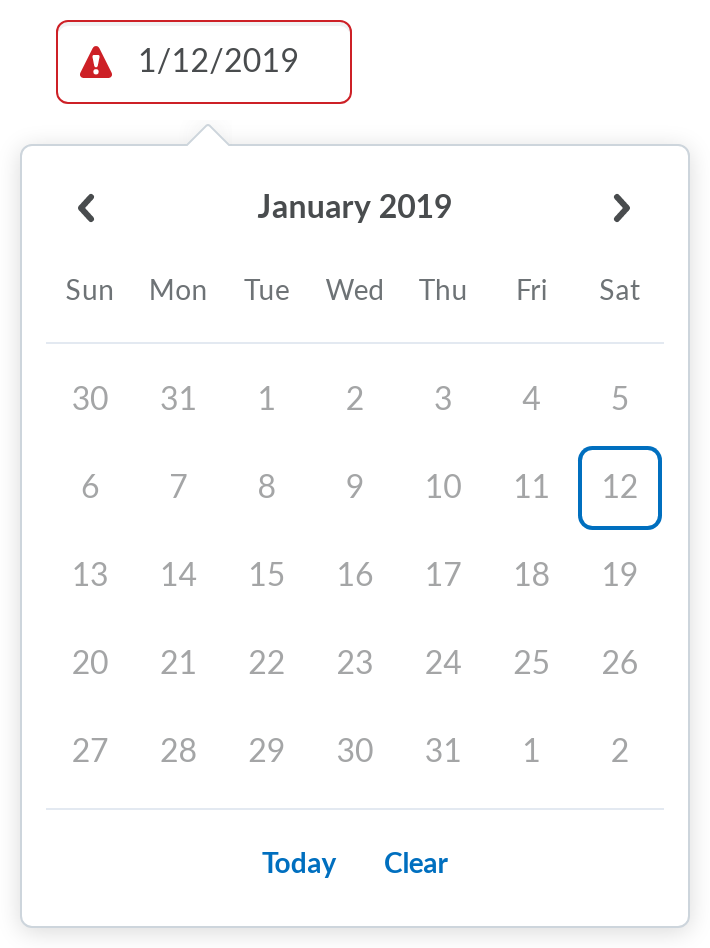 1/12/2019
January 2019
Sun Mon Tue Wed Thu Fri Sat
30 31 1 2 3 4 5
6 7 8 9 10 11 12
13 14 15 16 17 18 19
20 21 22 23 24 25 26
27 28 29 30 31 1 2
Today Clear